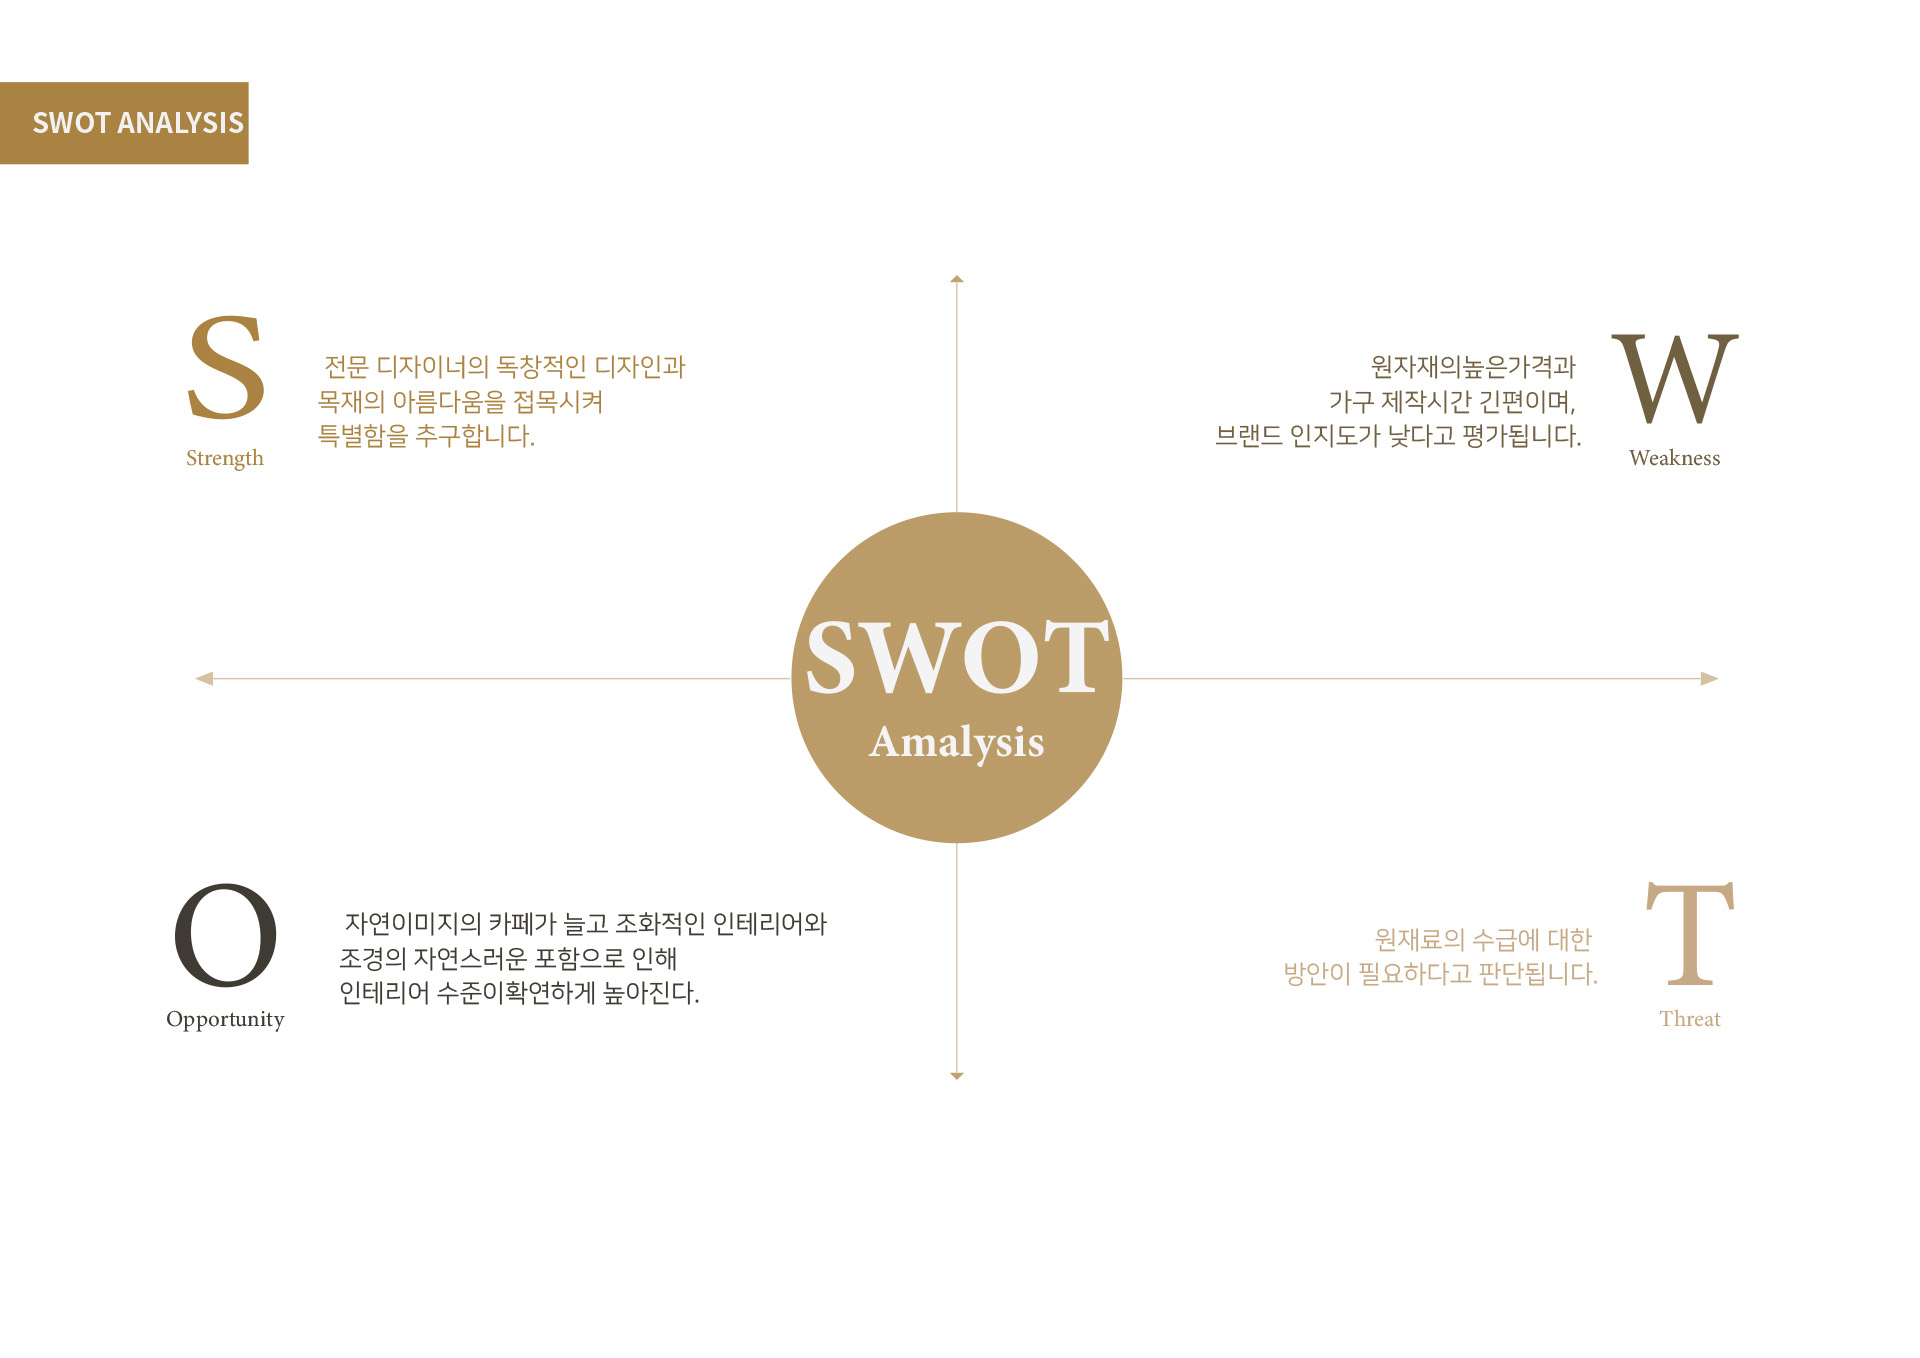 SWOT ANALYSIS
S
전문 디자이너의 독창적인 디자인과
목재의 아름다움을 접목시켜
특별함을 추구합니다.
Strength
원자재의높은가격과
가구 제작시간 긴편이며,
브랜드 인지도가 낮다고 평가됩니다.
W
Weakness
SWOT
Amalysis
O
자연이미지의 카페가 늘고 조화적인 인테리어와
조경의 자연스러운 포함으로 인해
인테리어 수준이확연하게 높아진다.
Opportunity
원재료의 수급에 대한
방안이 필요하다고 판단됩니다.
T
Threat